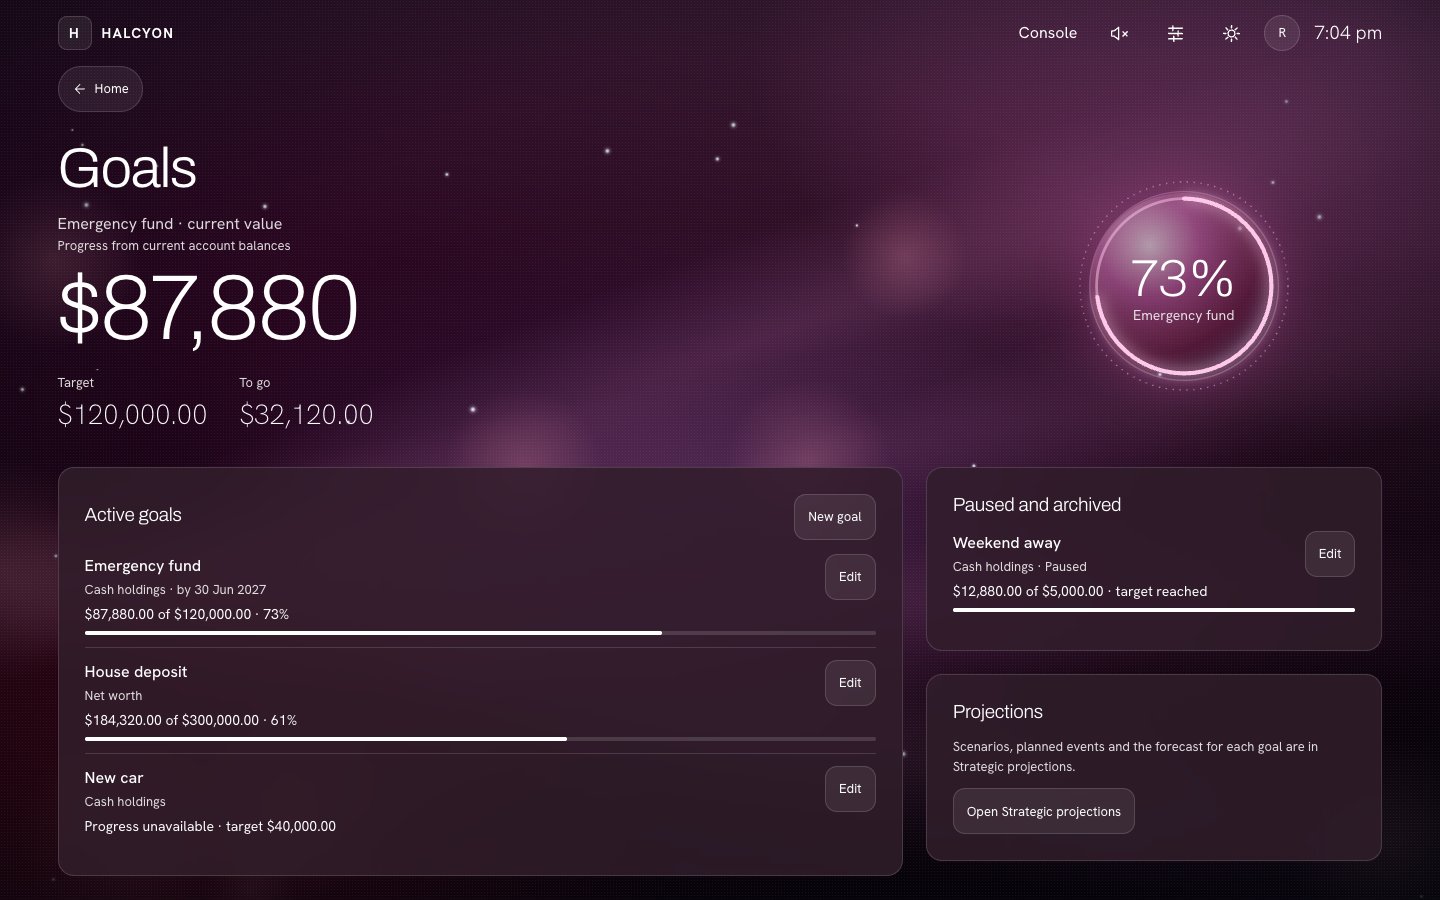 H HALCYON
Console
R
7:04 pm
Home
Goals
Emergency fund · current value
Progress from current account balances
$87,880
Target
$120,000.00
To go
$32,120.00
73%
Emergency fund
Active goals
New goal
Emergency fund
Edit
Cash holdings · by 30 Jun 2027
$87,880.00 of $120,000.00 · 73%
House deposit
Edit
Net worth
$184,320.00 of $300,000.00 · 61%
New car
Edit
Cash holdings
Progress unavailable · target $40,000.00
Paused and archived
Weekend away
Edit
Cash holdings · Paused
$12,880.00 of $5,000.00 · target reached
Projections
Scenarios, planned events and the forecast for each goal are in
Strategic projections.
Open Strategic projections